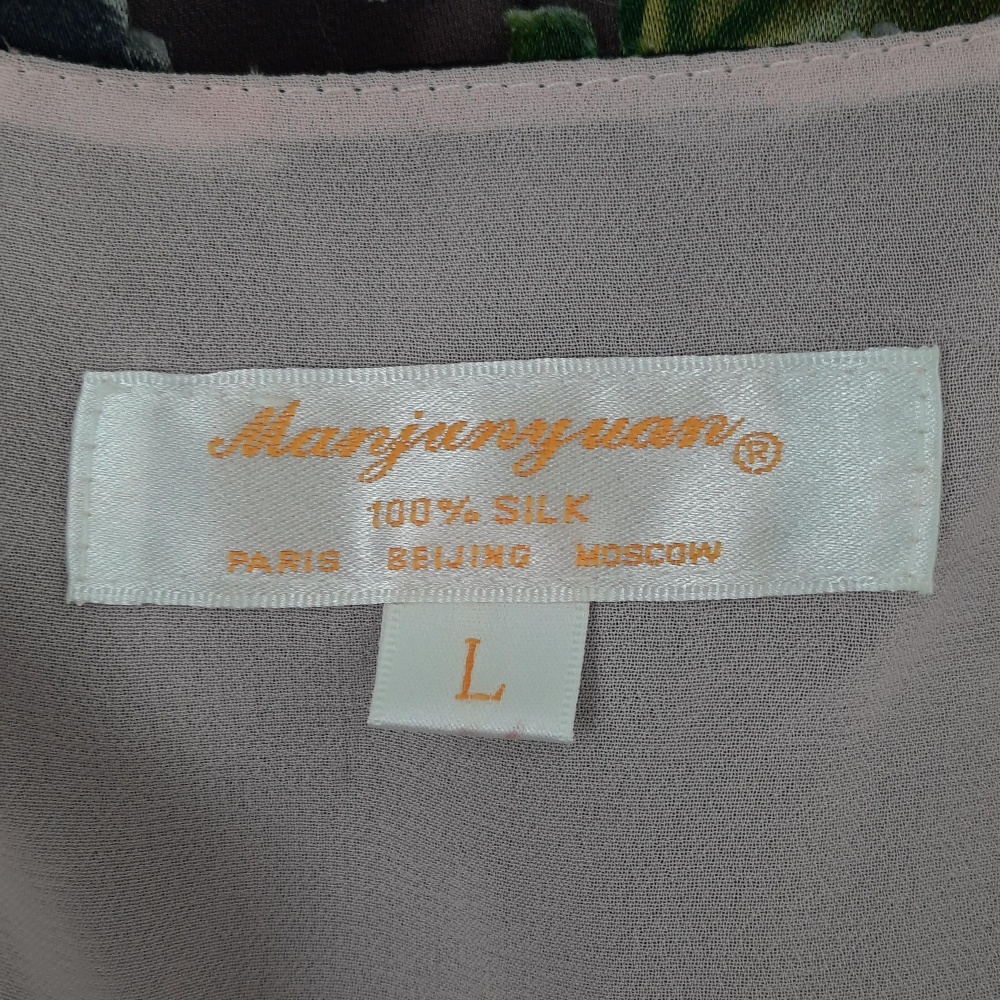 Manjunyuan®
100% SILK
PARIS BEIJING MOSCOW
L